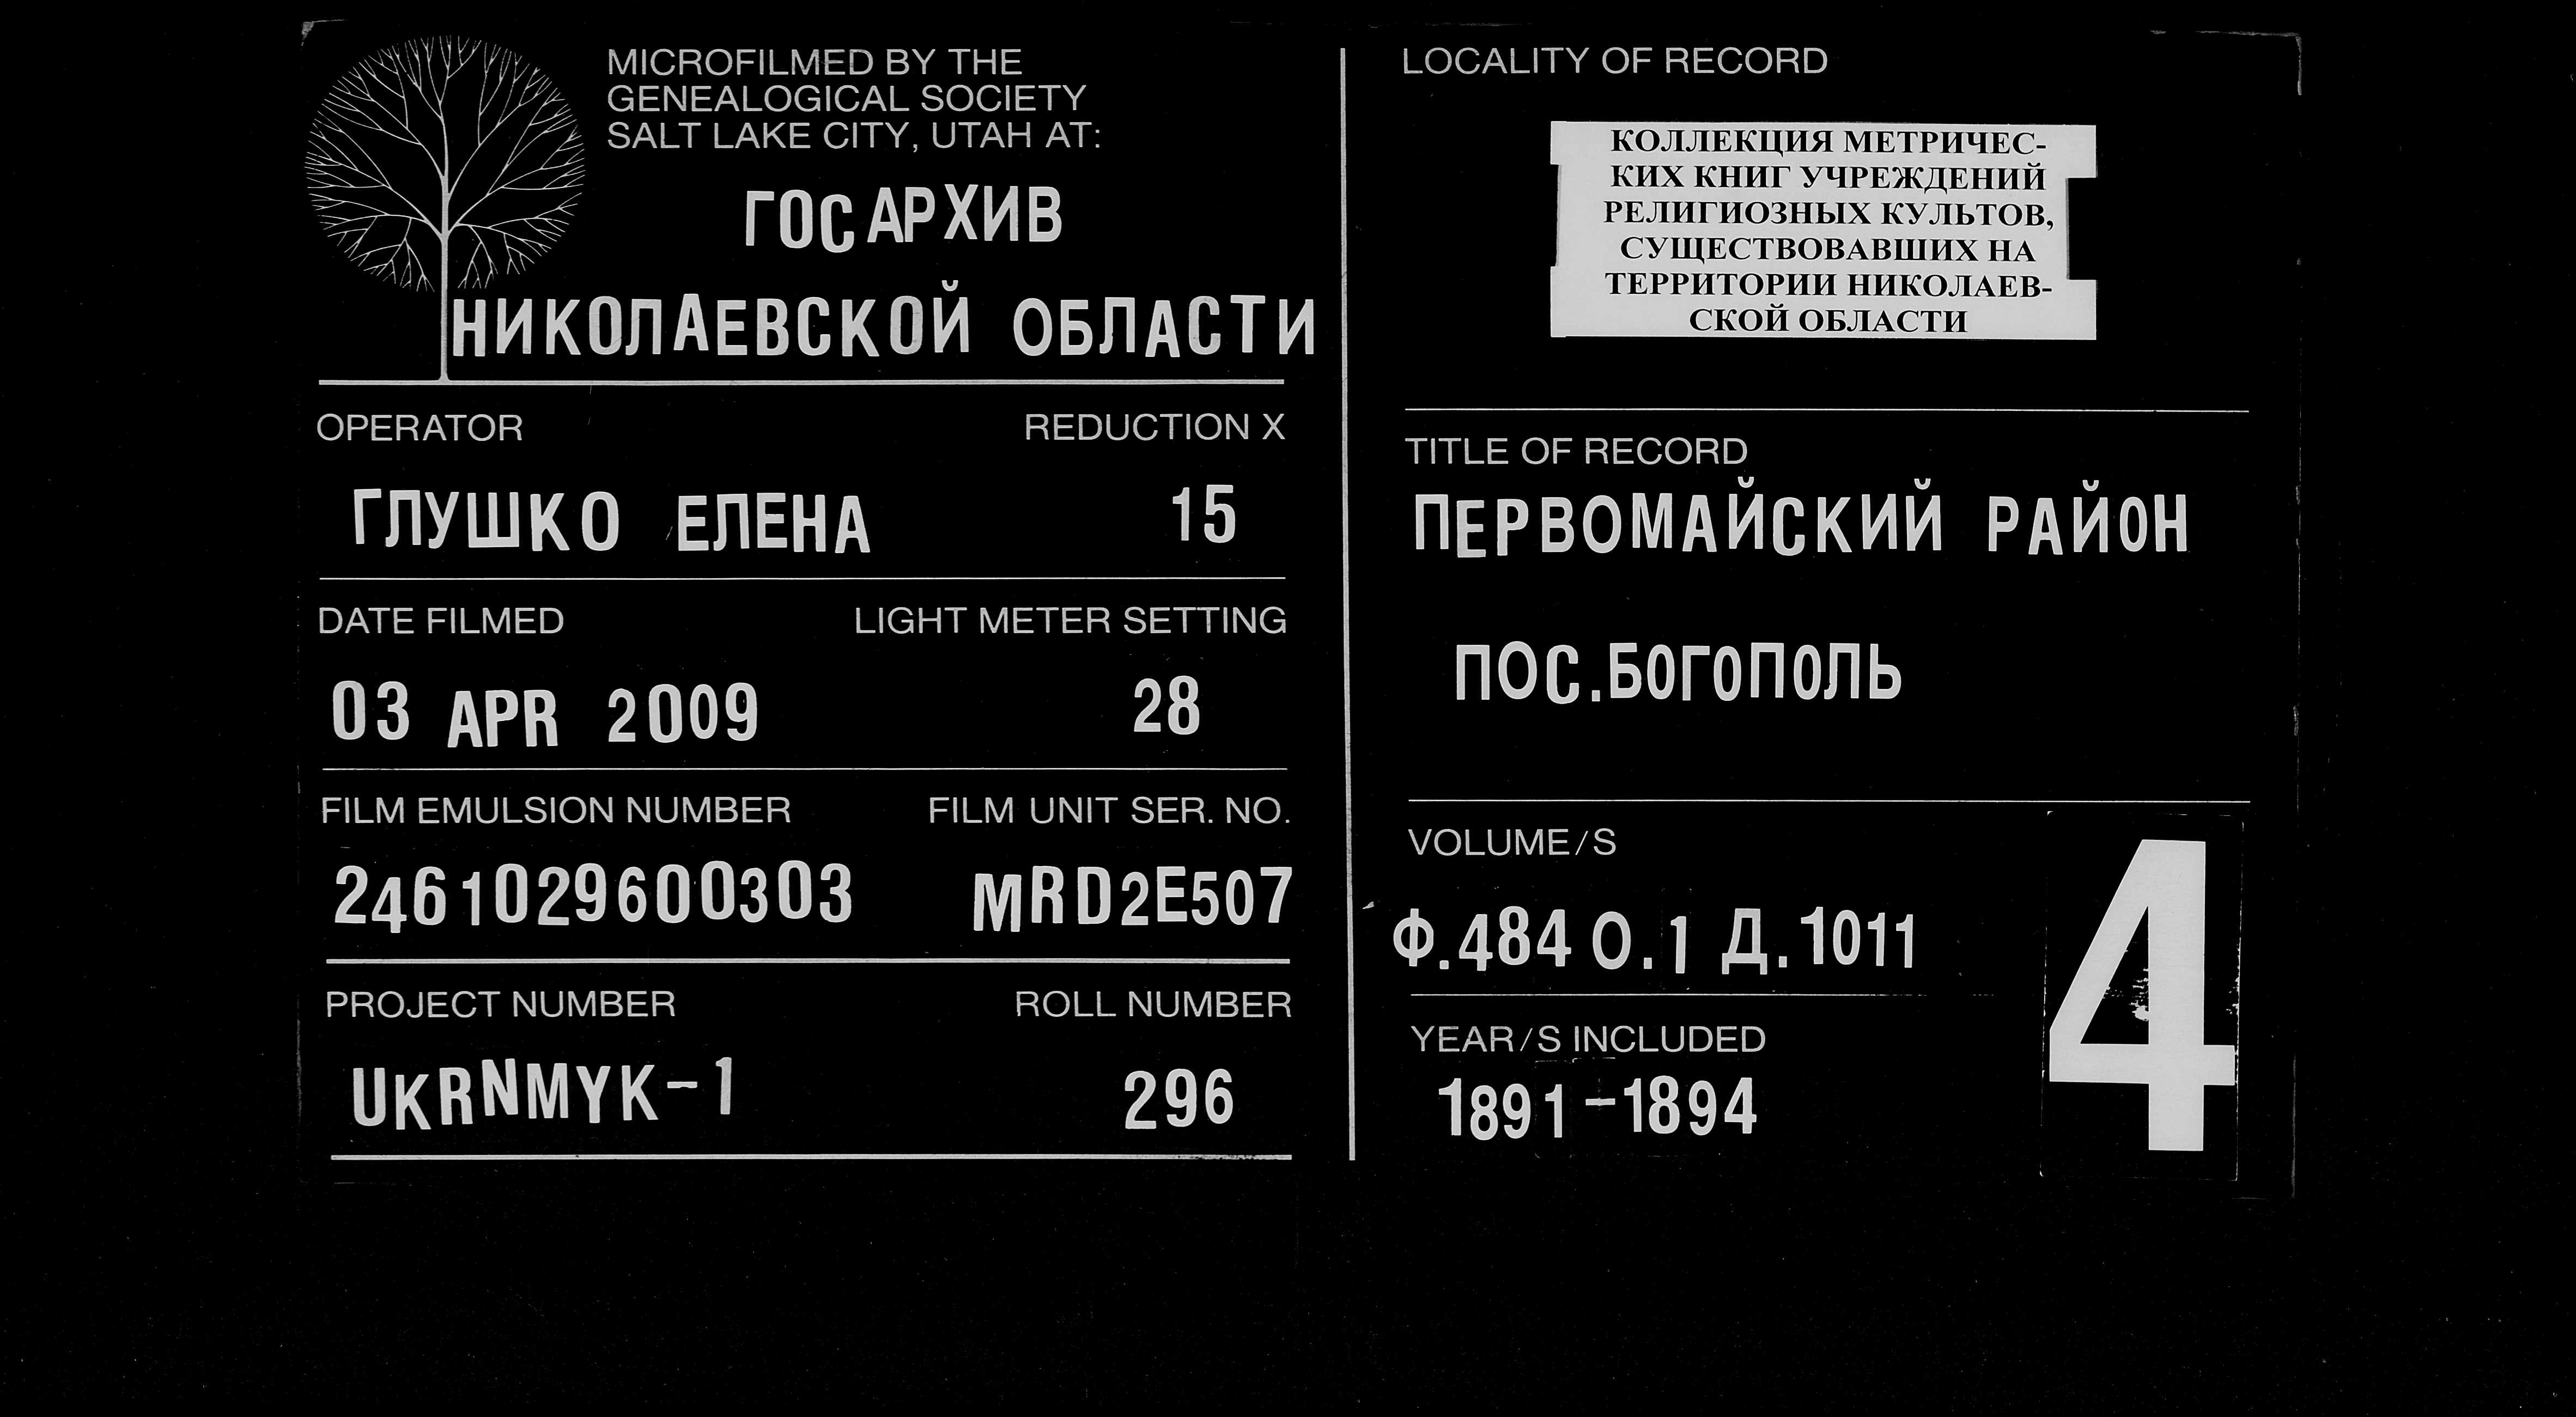 MICROFILMED BY THE
GENEALOGICAL SOCIETY
SALT LAKE CITY, UTAH AT:
ГОСАРХИВ
НИКОЛАЕВСКОЙ ОБЛАСТИ
OPERATOR REDUCTION X
ГЛУШКО ЕЛЕНА 15
DATE FILMED LIGHT METER SETTING
03 APR 2009 28
FILM EMULSION NUMBER FILM UNIT SER. NO.
2461029600303 MRD2E507
PROJECT NUMBER ROLL NUMBER
UKRNMYK-1 296
LOCALITY OF RECORD
КОЛЛЕКЦИЯ МЕТРИЧЕС-
КИХ КНИГ УЧРЕЖДЕНИЙ
РЕЛИГИОЗНЫХ КУЛЬТОВ,
СУЩЕСТВОВАВШИХ НА
ТЕРРИТОРИИ НИКОЛАЕВ-
СКОЙ ОБЛАСТИ
TITLE OF RECORD
ПЕРВОМАЙСКИЙ РАЙОН
ПОС.БОГОПОЛЬ
VOLUME/S
Ф.484 О.1 Д.1011
YEAR/S INCLUDED
1891-1894
4